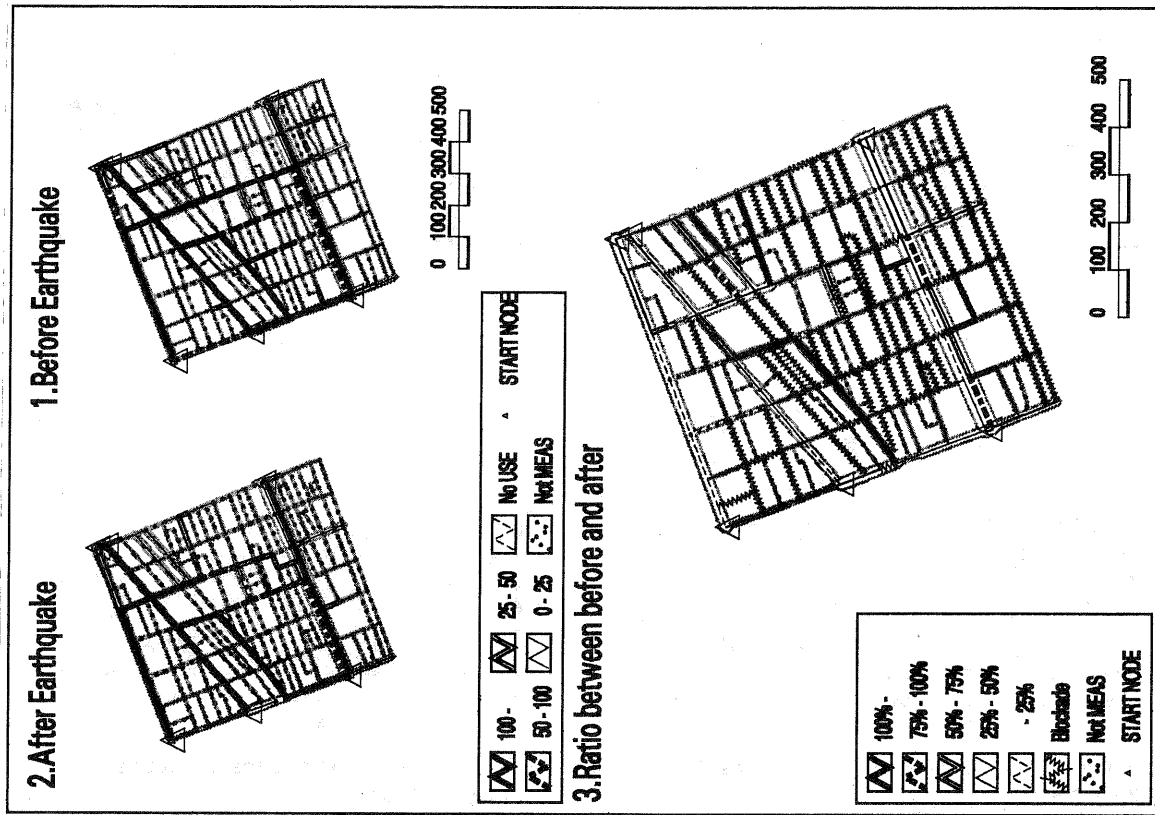 1.Before Earthquake
0 100 200 300 400 500
2.After Earthquake
100 -
25 - 50
No USE
START NODE
50 - 100
0 - 25
Not MEAS
3.Ratio between before and after
0 100 200 300 400 500
100% -
75% - 100%
50% - 75%
25% - 50%
- 25%
Blockade
Not MEAS
START NODE